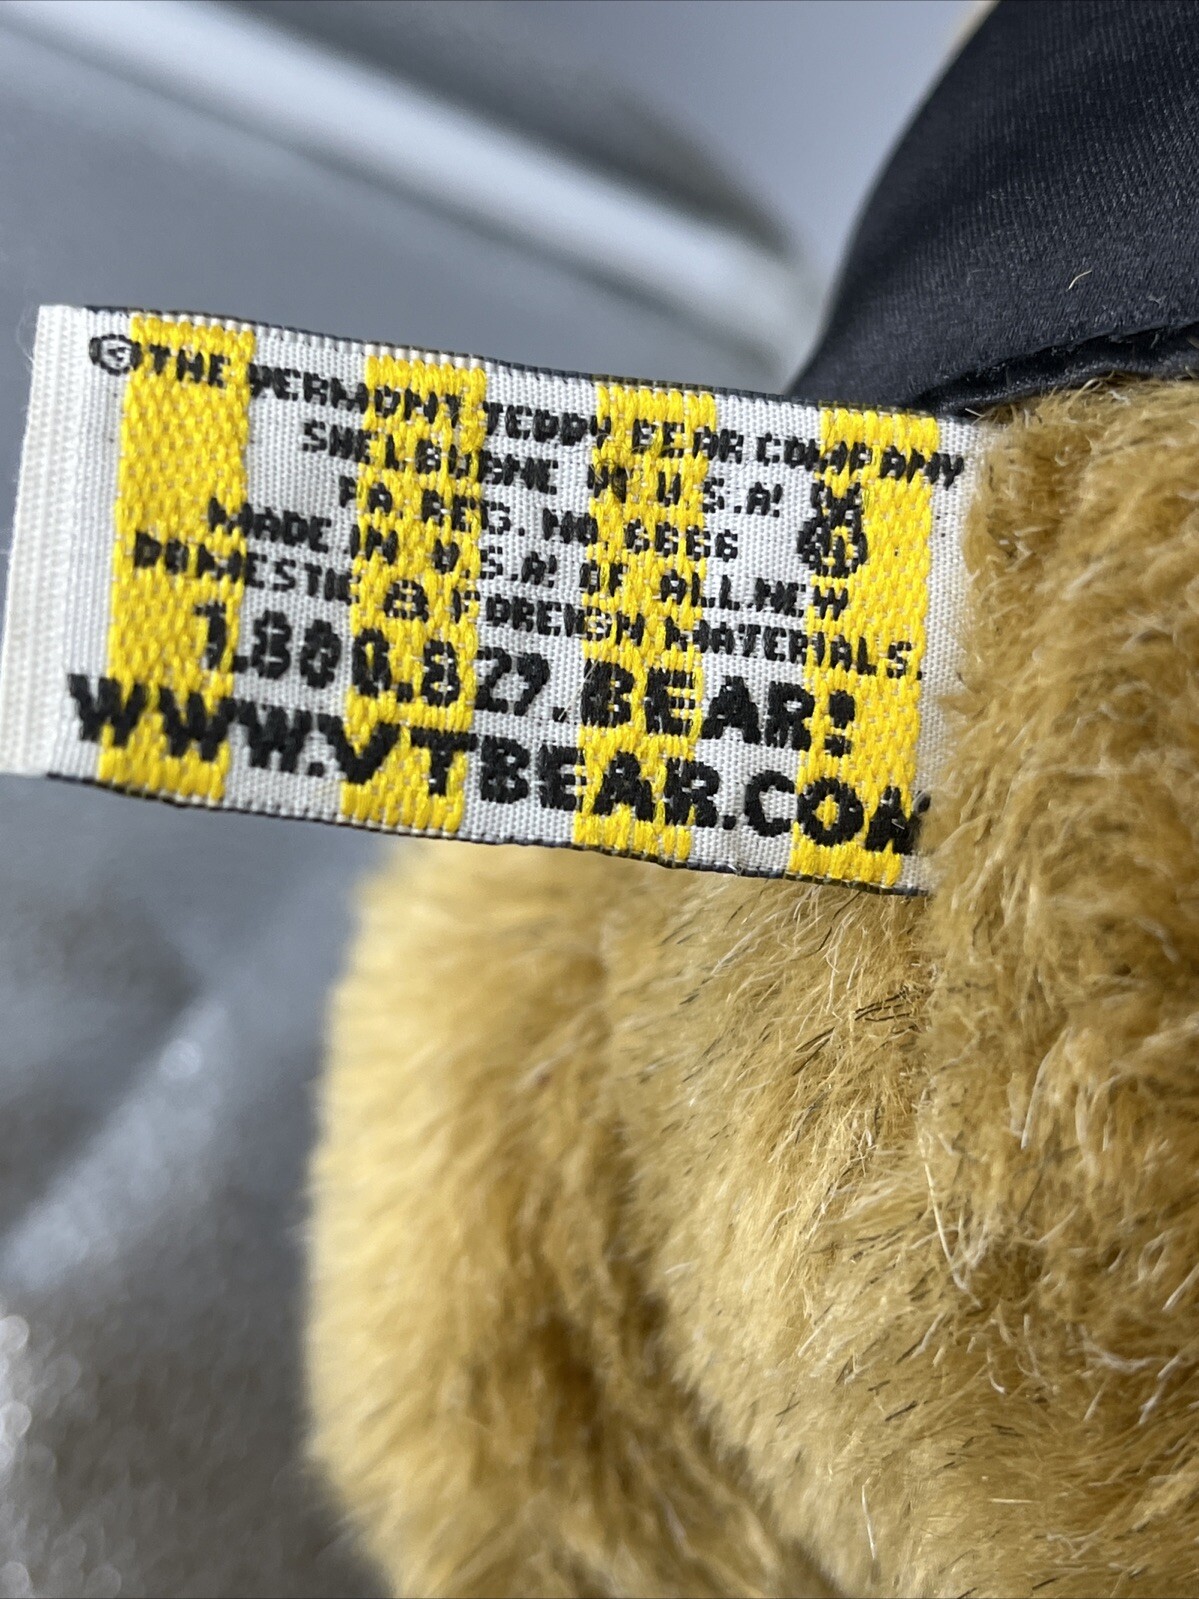 © THE VERMONT TEDDY BEAR COMPANY
SHELBURNE VT U.S.A!
PA REG. NO 6666
MADE IN U.S.A! OF ALL NEW
DOMESTIC & FOREIGN MATERIALS.
1.800.829.BEAR!
WWW.VTBEAR.COM